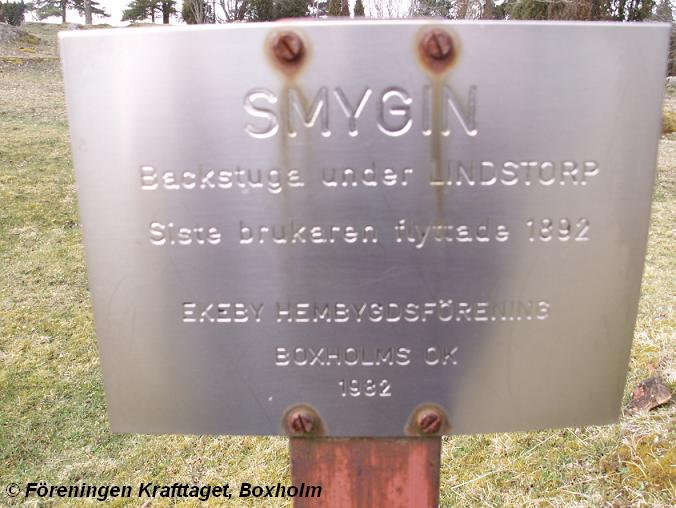 SMYGIN
Backstuga under LINDSTORP
Siste brukaren flyttade 1892
EKEBY HEMBYGDSFÖRENING
BOXHOLMS OK
1982
© Föreningen Krafttaget, Boxholm